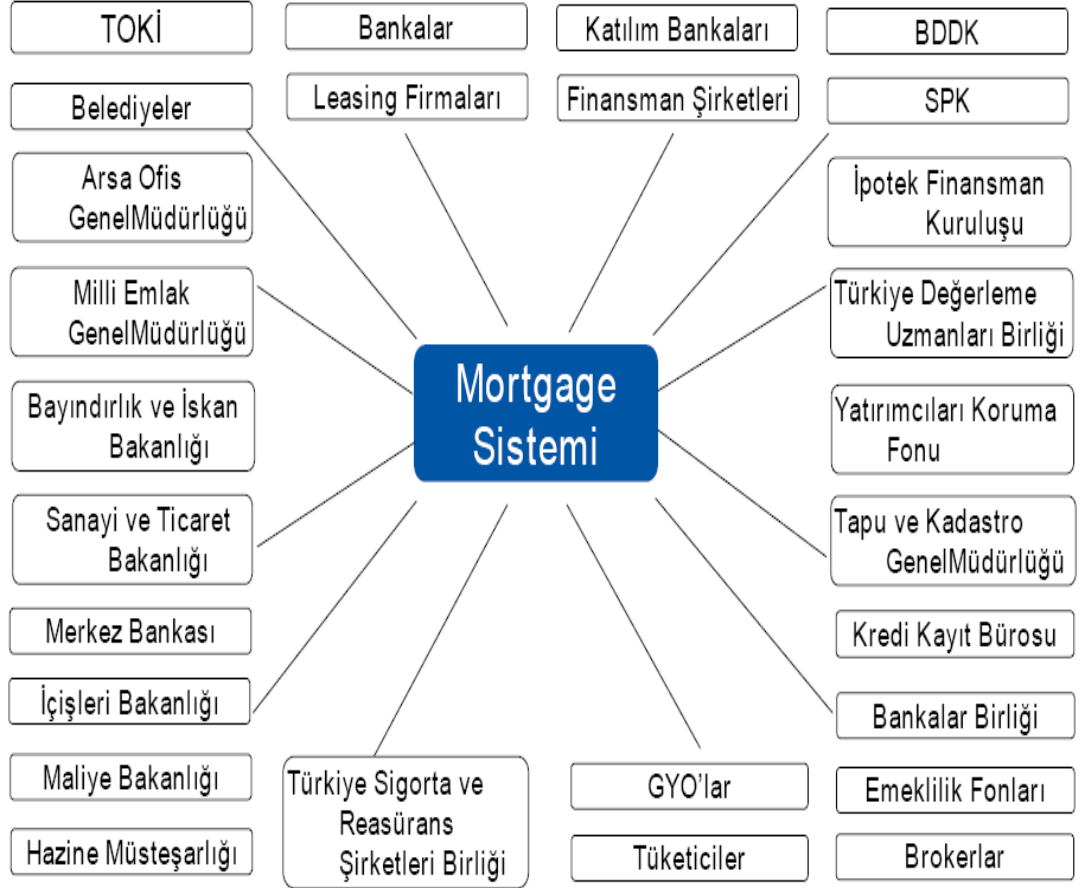 TOKİ
Bankalar
Katılım Bankaları
BDDK
Belediyeler
Leasing Firmaları
Finansman Şirketleri
SPK
Arsa Ofis
GenelMüdürlüğü
İpotek Finansman
Kuruluşu
Milli Emlak
GenelMüdürlüğü
Türkiye Değerleme
Uzmanları Birliği
Mortgage
Sistemi
Bayındırlık ve İskan
Bakanlığı
Yatırımcıları Koruma
Fonu
Sanayi ve Ticaret
Bakanlığı
Tapu ve Kadastro
GenelMüdürlüğü
Merkez Bankası
Kredi Kayıt Bürosu
İçişleri Bakanlığı
Bankalar Birliği
Maliye Bakanlığı
Türkiye Sigorta ve
Reasürans
Şirketleri Birliği
GYO’lar
Emeklilik Fonları
Hazine Müsteşarlığı
Tüketiciler
Brokerlar